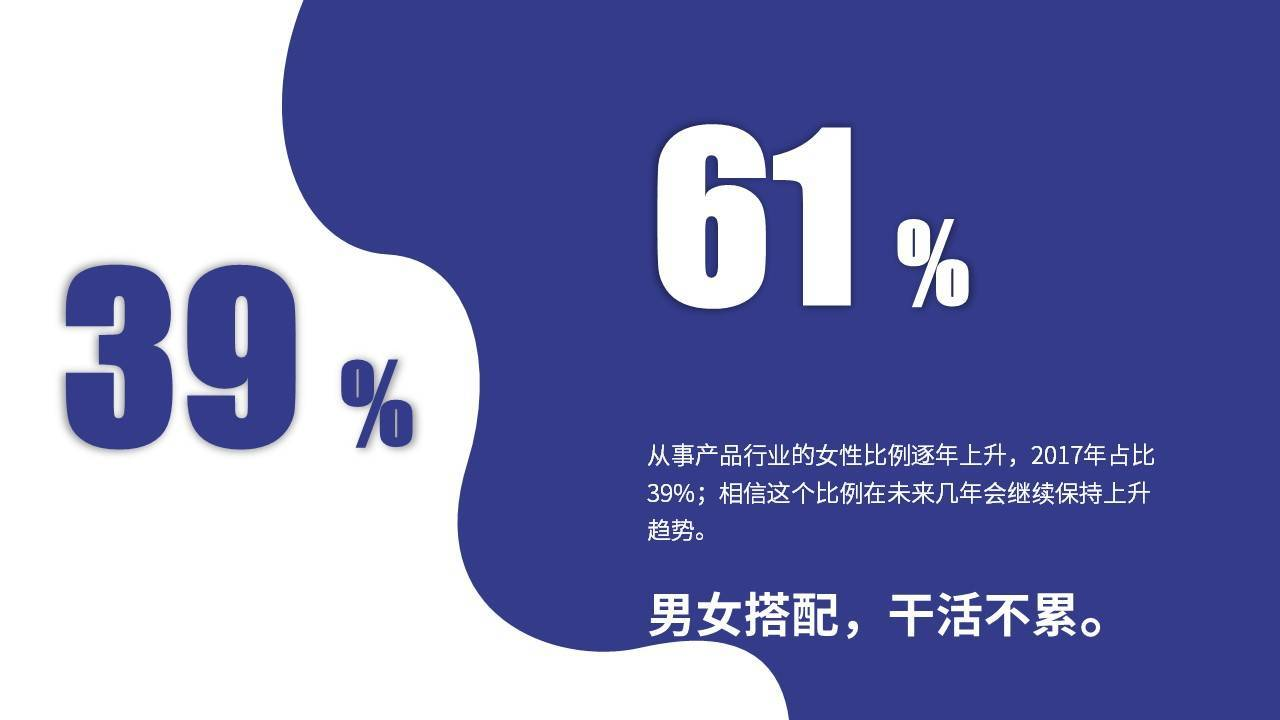 61 %
39 %
从事产品行业的女性比例逐年上升，2017年占比
39%；相信这个比例在未来几年会继续保持上升
趋势。
男女搭配，干活不累。